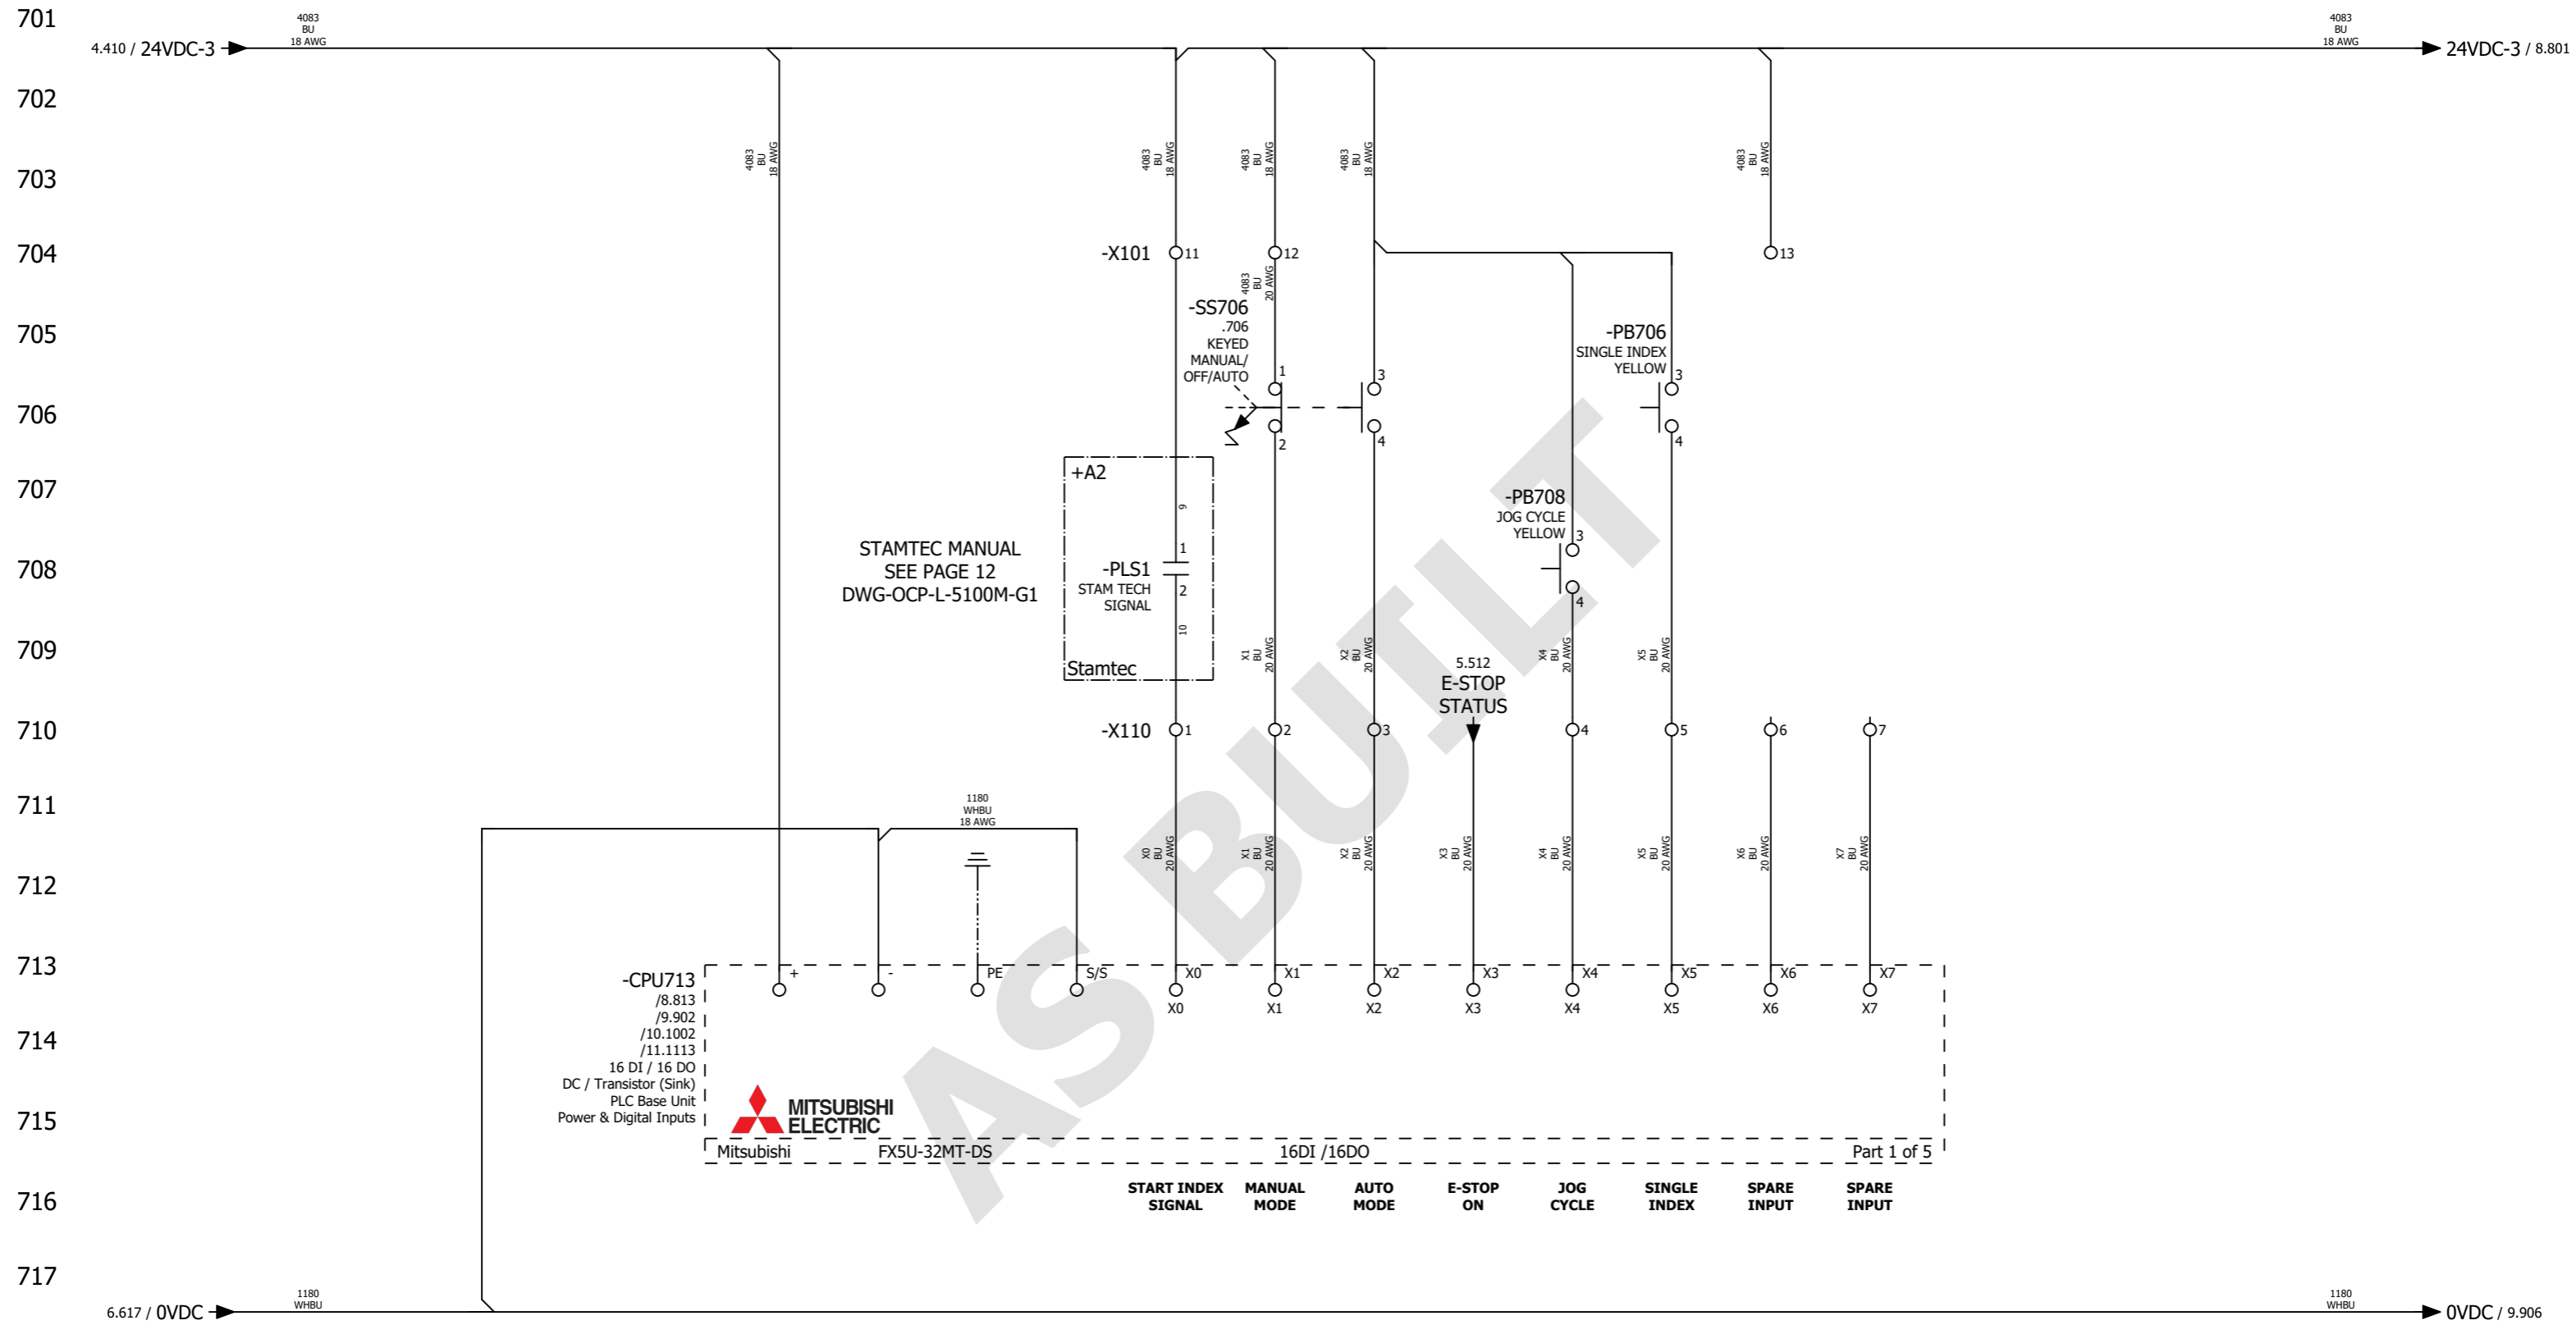 701
4083
BU
18 AWG
4.410 / 24VDC-3
4083
BU
18 AWG
24VDC-3 / 8.801
702
4083
BU
18 AWG
4083
BU
18 AWG
4083
BU
18 AWG
4083
BU
18 AWG
4083
BU
18 AWG
703
704
-X101
11
12
13
4083
BU
20 AWG
-SS706
.706
KEYED
MANUAL/
OFF/AUTO
705
-PB706
SINGLE INDEX
YELLOW
1
3
3
706
2
4
4
+A2
707
9
-PB708
JOG CYCLE
YELLOW
3
STAMTEC MANUAL
SEE PAGE 12
DWG-OCP-L-5100M-G1
708
1
-PLS1
2
STAM TECH
SIGNAL
4
10
709
Stamtec
X1
BU
20 AWG
X2
BU
20 AWG
X4
BU
20 AWG
X5
BU
20 AWG
5.512
E-STOP
STATUS
710
-X110
1
2
3
4
5
6
7
711
1180
WHBU
18 AWG
X0
BU
20 AWG
X1
BU
20 AWG
X2
BU
20 AWG
X3
BU
20 AWG
X4
BU
20 AWG
X5
BU
20 AWG
X6
BU
20 AWG
X7
BU
20 AWG
712
713
-CPU713
/8.813
/9.902
/10.1002
/11.1113
16 DI / 16 DO
DC / Transistor (Sink)
PLC Base Unit
Power & Digital Inputs
+
-
PE
S/S
X0
X1
X2
X3
X4
X5
X6
X7
X0
X1
X2
X3
X4
X5
X6
X7
714
715
MITSUBISHI
ELECTRIC
Mitsubishi
FX5U-32MT-DS
16DI /16DO
Part 1 of 5
716
START INDEX
SIGNAL
MANUAL
MODE
AUTO
MODE
E-STOP
ON
JOG
CYCLE
SINGLE
INDEX
SPARE
INPUT
SPARE
INPUT
717
1180
WHBU
6.617 / 0VDC
1180
WHBU
0VDC / 9.906
AS BUILT